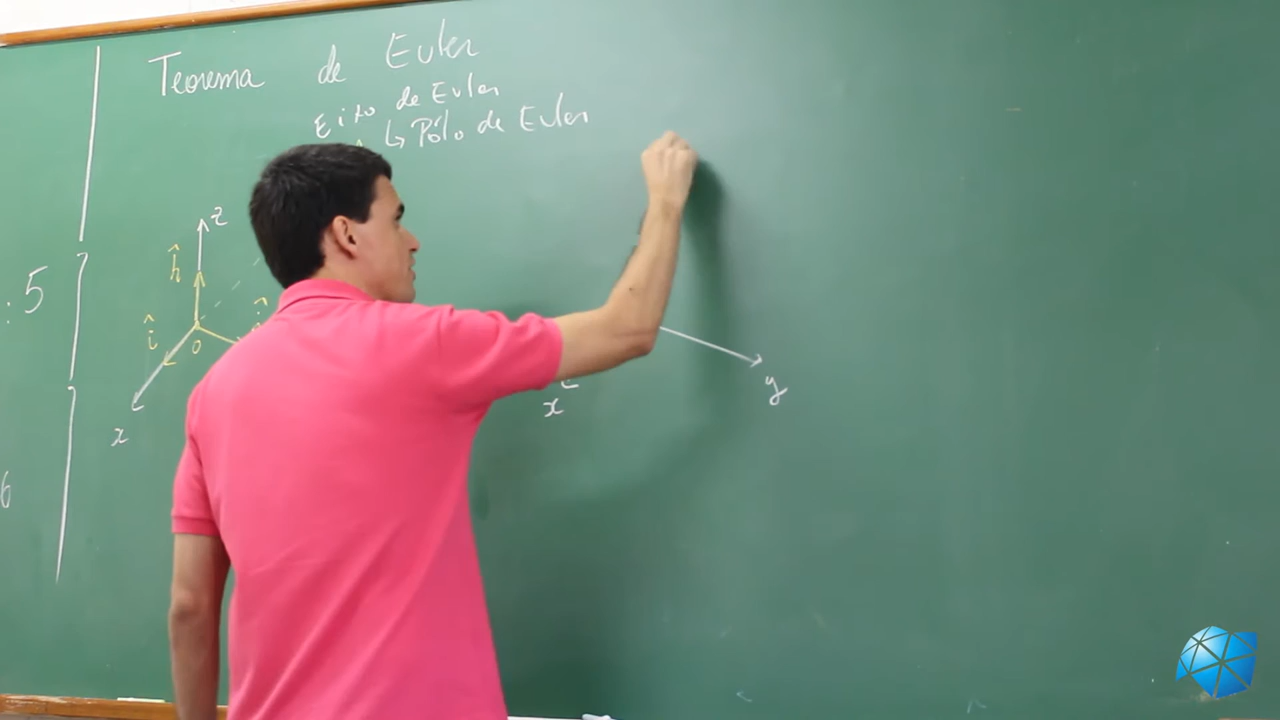 Teorema de Euler
Eixo de Euler
↳ Pólo de Euler
z
ĥ
î
o
x
x
y
: 5
6